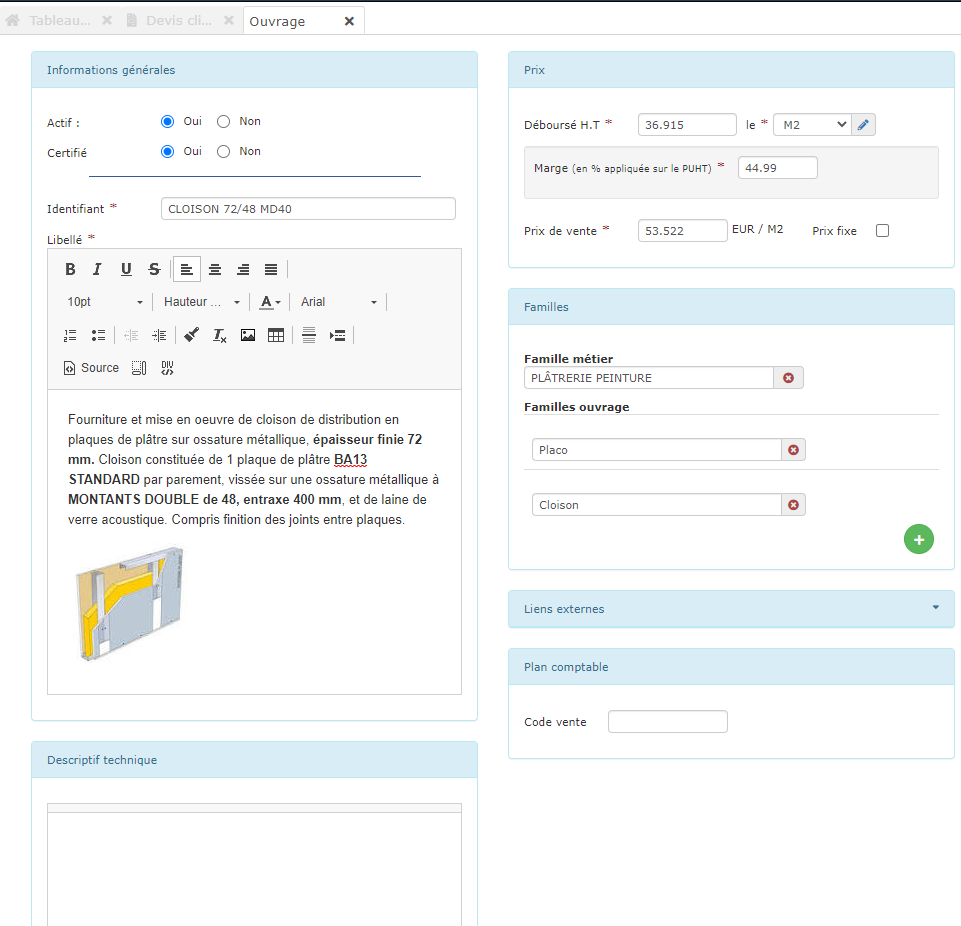 Tableau...
Devis cli...
Ouvrage
Informations générales
Actif :
Oui
Non
Certifié
Oui
Non
Identifiant *
CLOISON 72/48 MD40
Libellé *
B I U S
10pt
Hauteur ...
A
Arial
Source
DIV
Fourniture et mise en oeuvre de cloison de distribution en
plaques de plâtre sur ossature métallique, épaisseur finie 72
mm. Cloison constituée de 1 plaque de plâtre BA13
STANDARD par parement, vissée sur une ossature métallique à
MONTANTS DOUBLE de 48, entraxe 400 mm, et de laine de
verre acoustique. Compris finition des joints entre plaques.
Descriptif technique
Prix
Déboursé H.T *
36.915
le *
M2
Marge (en % appliquée sur le PUHT) *
44.99
Prix de vente *
53.522
EUR / M2
Prix fixe
Familles
Famille métier
PLÂTRERIE PEINTURE
Familles ouvrage
Placo
Cloison
Liens externes
Plan comptable
Code vente